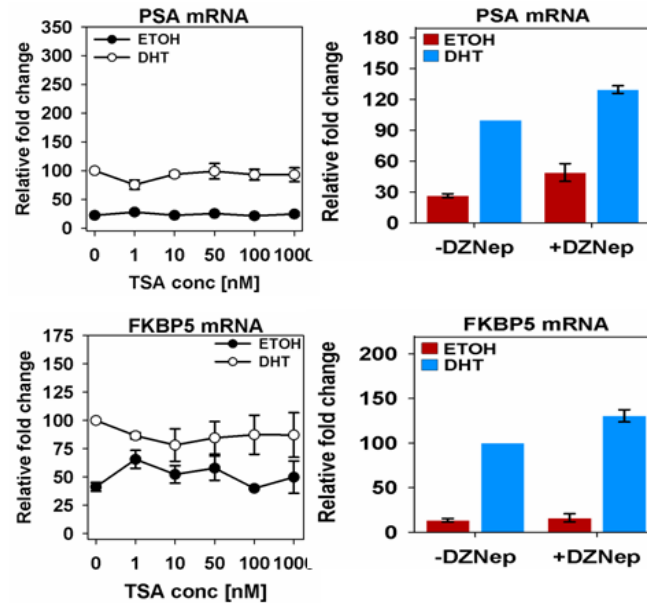 PSA mRNA
Relative fold change
350
300
250
200
150
100
50
0
ETOH
DHT
0 1 10 50 100 1000
TSA conc [nM]
PSA mRNA
Relative fold change
180
150
120
90
60
30
0
ETOH
DHT
-DZNep +DZNep
FKBP5 mRNA
Relative fold change
175
150
125
100
75
50
25
0
ETOH
DHT
0 1 10 50 100 1000
TSA conc [nM]
FKBP5 mRNA
Relative fold change
200
150
100
50
0
ETOH
DHT
-DZNep +DZNep